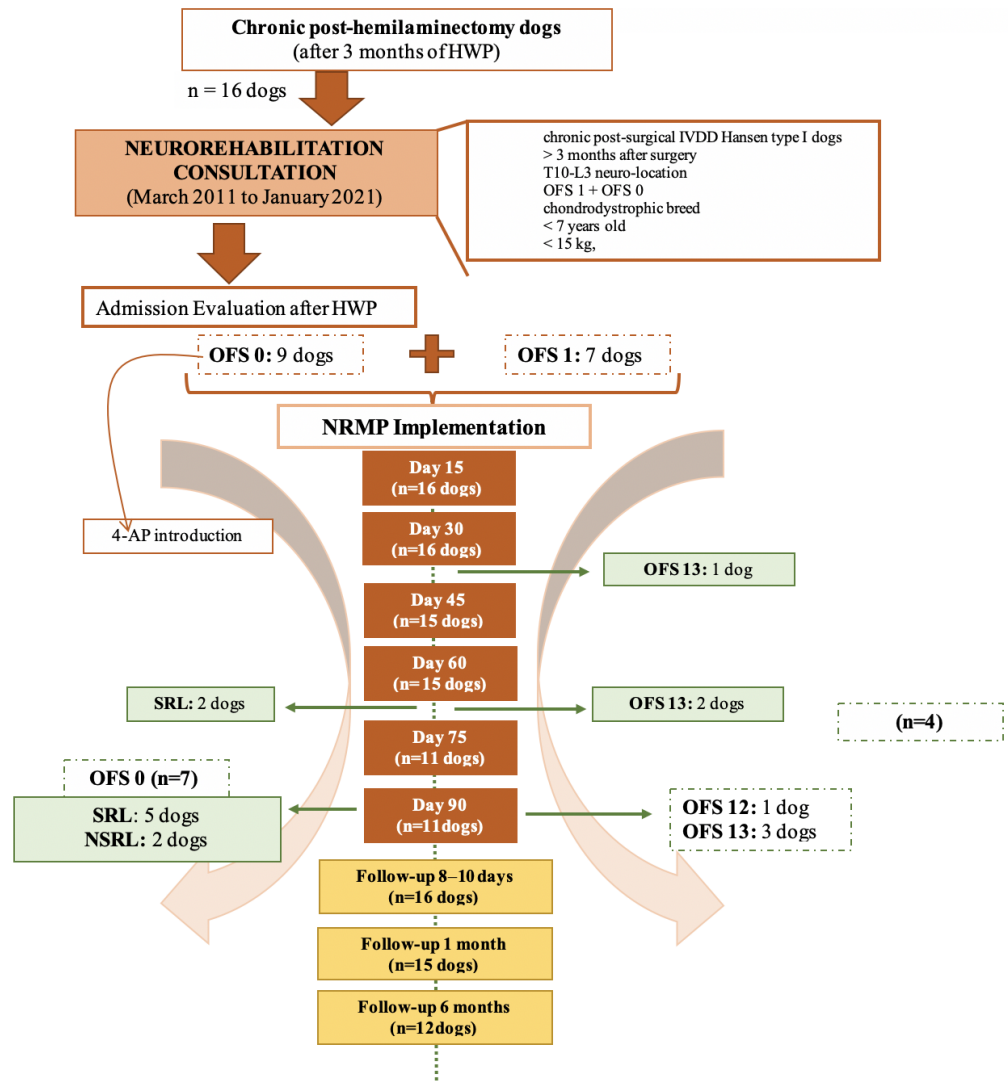 Chronic post-hemilaminectomy dogs
(after 3 months of HWP)
n = 16 dogs
NEUROREHABILITATION
CONSULTATION
(March 2011 to January 2021)
chronic post-surgical IVDD Hansen type I dogs
> 3 months after surgery
T10-L3 neuro-location
OFS 1 + OFS 0
chondrodystrophic breed
< 7 years old
< 15 kg,
Admission Evaluation after HWP
OFS 0: 9 dogs
OFS 1: 7 dogs
NRMP Implementation
Day 15
(n=16 dogs)
4-AP introduction
Day 30
(n=16 dogs)
OFS 13: 1 dog
Day 45
(n=15 dogs)
Day 60
(n=15 dogs)
SRL: 2 dogs
OFS 13: 2 dogs
(n=4)
Day 75
(n=11 dogs)
OFS 0 (n=7)
SRL: 5 dogs
NSRL: 2 dogs
Day 90
(n=11dogs)
OFS 12: 1 dog
OFS 13: 3 dogs
Follow-up 8–10 days
(n=16 dogs)
Follow-up 1 month
(n=15 dogs)
Follow-up 6 months
(n=12dogs)